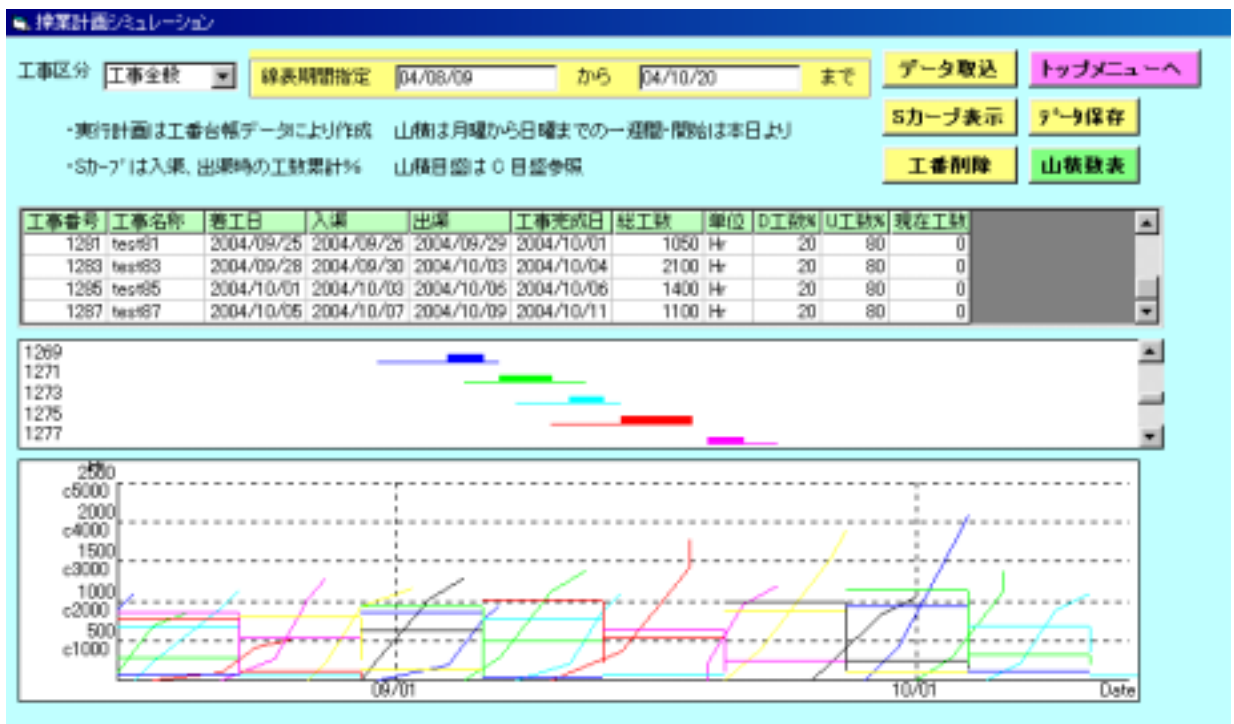 操業計画シミュレーション
工事区分 工事全般 線表期間指定 04/08/09 から 04/10/20 まで データ取込 トップメニューへ
・実行計画は工番台帳データにより作成 山積は月曜から日曜までの一週間・開始は本日より Sカーブ表示 データ保存
・Sカーブは入渠、出渠時の工数累計% 山積目盛はC目盛参照 工番削除 山積数表
工事番号 工事名称 着工日 入渠 出渠 工事完成日 総工数 単位 D工数% U工数% 現在工数
1281 test81 2004/09/25 2004/09/26 2004/09/29 2004/10/01 1050 Hr 20 80 0
1283 test83 2004/09/28 2004/09/30 2004/10/03 2004/10/04 2100 Hr 20 80 0
1285 test85 2004/10/01 2004/10/03 2004/10/06 2004/10/06 1400 Hr 20 80 0
1287 test87 2004/10/05 2004/10/07 2004/10/09 2004/10/11 1100 Hr 20 80 0
1269
1271
1273
1275
1277
2500
c5000
2000
c4000
1500
c3000
1000
c2000
500
c1000
09/01 10/01 Date